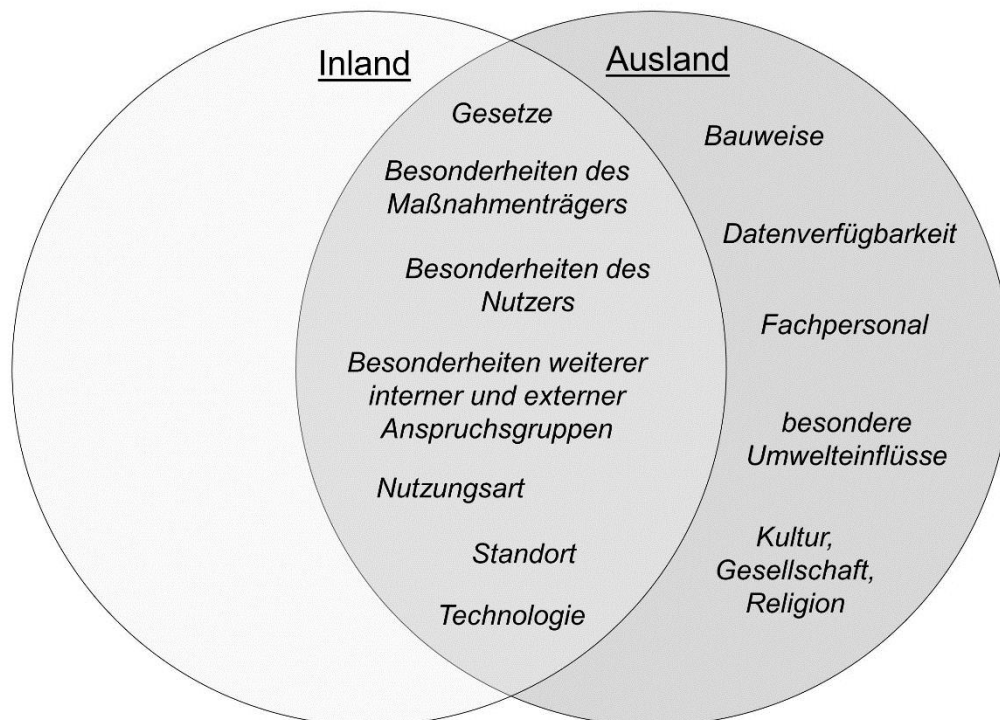 Inland
Ausland
Gesetze
Besonderheiten des
Maßnahmenträgers
Besonderheiten des
Nutzers
Besonderheiten weiterer
interner und externer
Anspruchsgruppen
Nutzungsart
Standort
Technologie
Bauweise
Datenverfügbarkeit
Fachpersonal
besondere
Umwelteinflüsse
Kultur,
Gesellschaft,
Religion